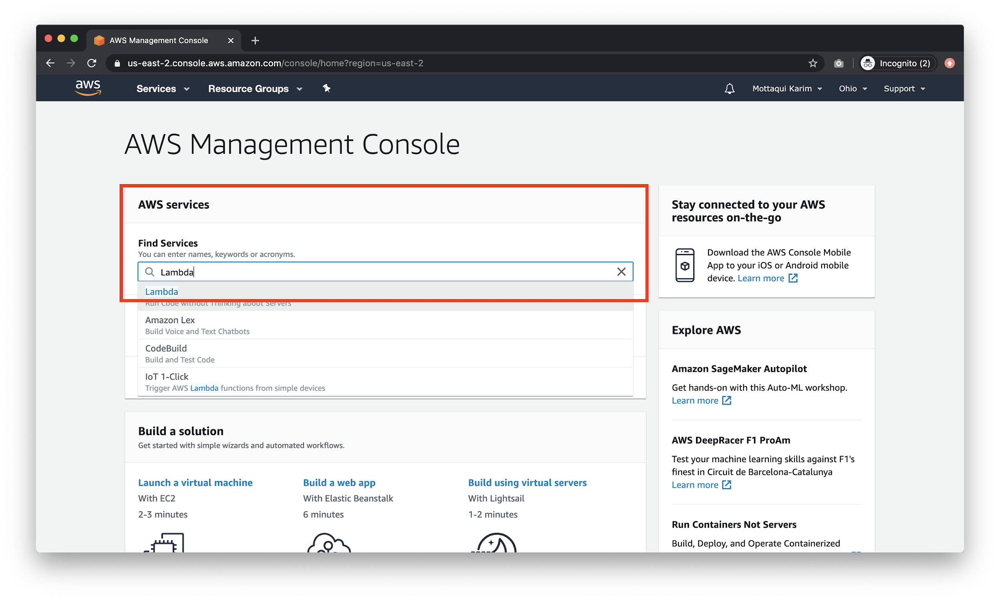 AWS Management Console
us-east-2.console.aws.amazon.com/console/home?region=us-east-2
Incognito (2)
aws
Services
Resource Groups
Mottaqui Karim
Ohio
Support
AWS Management Console
AWS services
Find Services
You can enter names, keywords or acronyms.
Lambda
Lambda
Run Code without Thinking about Servers
Amazon Lex
Build Voice and Text Chatbots
CodeBuild
Build and Test Code
IoT 1-Click
Trigger AWS Lambda functions from simple devices
Build a solution
Get started with simple wizards and automated workflows.
Launch a virtual machine
With EC2
2-3 minutes
Build a web app
With Elastic Beanstalk
6 minutes
Build using virtual servers
With Lightsail
1-2 minutes
Stay connected to your AWS
resources on-the-go
Download the AWS Console Mobile
App to your iOS or Android mobile
device. Learn more
Explore AWS
Amazon SageMaker Autopilot
Get hands-on with this Auto-ML workshop.
Learn more
AWS DeepRacer F1 ProAm
Test your machine learning skills against F1's
finest in Circuit de Barcelona-Catalunya
Learn more
Run Containers Not Servers
Build, Deploy, and Operate Containerized